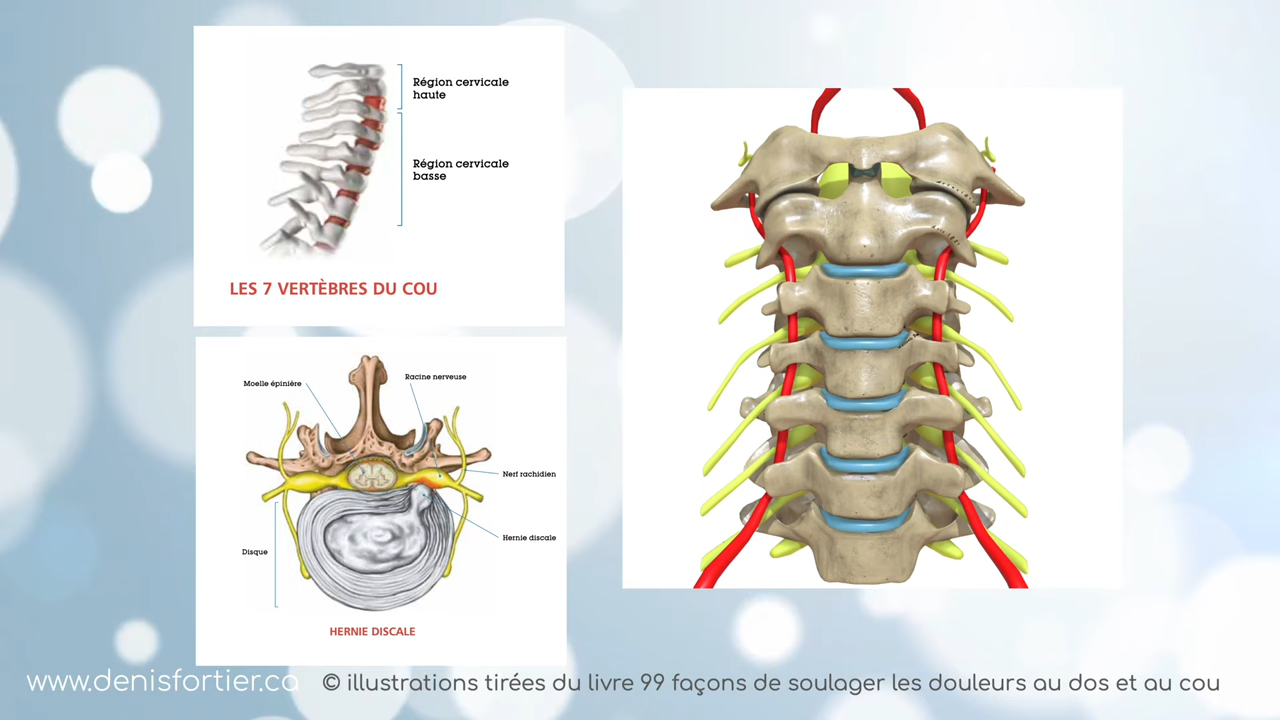 Région cervicale
haute
Région cervicale
basse
LES 7 VERTÈBRES DU COU
Moelle épinière
Racine nerveuse
Nerf rachidien
Hernie discale
Disque
HERNIE DISCALE
www.denisfortier.ca © illustrations tirées du livre 99 façons de soulager les douleurs au dos et au cou